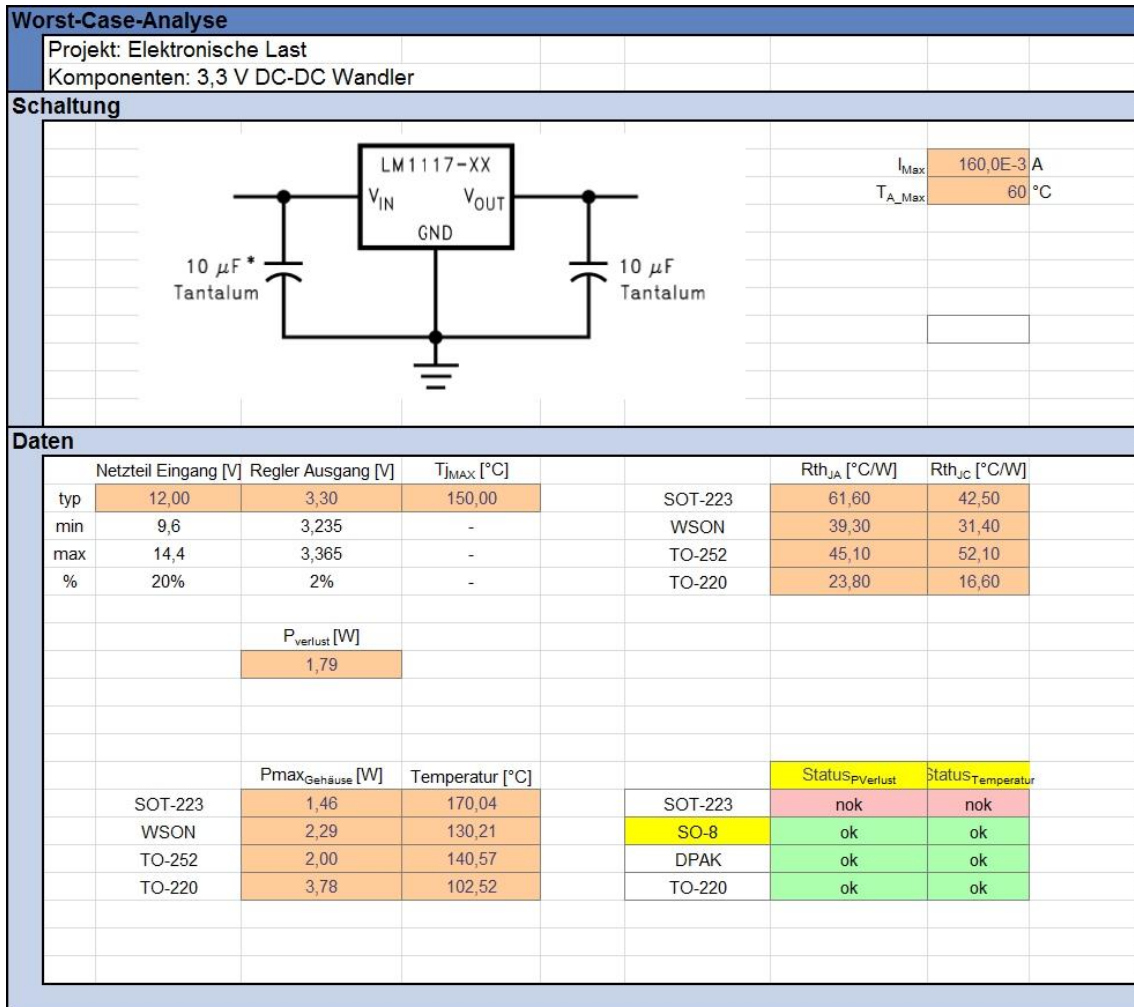 Worst-Case-Analyse
Projekt: Elektronische Last
Komponenten: 3,3 V DC-DC Wandler
Schaltung
LM1117-XX
V_IN V_OUT
GND
10 μF*
Tantalum
10 μF
Tantalum
I_Max 160,0E-3 A
T_A_Max 60 °C
Daten
Netzteil Eingang [V] Regler Ausgang [V] Tj_MAX [°C] Rth_JA [°C/W] Rth_JC [°C/W]
typ 12,00 3,30 150,00 SOT-223 61,60 42,50
min 9,6 3,235 - WSON 39,30 31,40
max 14,4 3,365 - TO-252 45,10 52,10
% 20% 2% - TO-220 23,80 16,60
P_verlust [W]
1,79
Pmax_Gehäuse [W] Temperatur [°C] Status_PVerlust Status_Temperatur
SOT-223 1,46 170,04 SOT-223 nok nok
WSON 2,29 130,21 SO-8 ok ok
TO-252 2,00 140,57 DPAK ok ok
TO-220 3,78 102,52 TO-220 ok ok